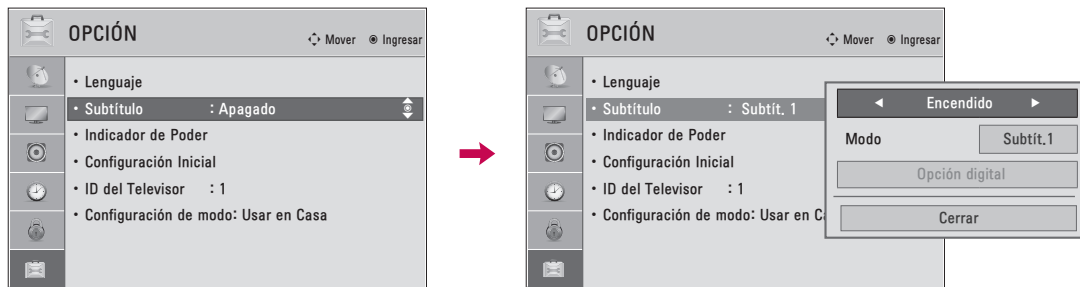 OPCIÓN
Mover
Ingresar
• Lenguaje
• Subtítulo : Apagado
• Indicador de Poder
• Configuración Inicial
• ID del Televisor : 1
• Configuración de modo: Usar en Casa
OPCIÓN
Mover
Ingresar
• Lenguaje
• Subtítulo : Subtít. 1
• Indicador de Poder
• Configuración Inicial
• ID del Televisor : 1
• Configuración de modo: Usar en C
◄ Encendido ►
Modo Subtít.1
Opción digital
Cerrar